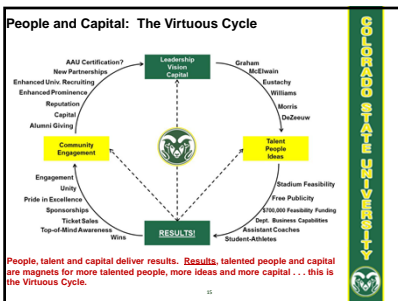 People and Capital: The Virtuous Cycle
AAU Certification?
New Partnerships
Enhanced Univ. Recruiting
Enhanced Prominence
Reputation
Capital
Alumni Giving
Leadership
Vision
Capital
Graham
McElwain
Eustachy
Williams
Morris
DeZeeuw
Community
Engagement
Talent
People
Ideas
Engagement
Unity
Pride in Excellence
Sponsorships
Ticket Sales
Top-of-Mind Awareness
Wins
RESULTS!
Stadium Feasibility
Free Publicity
$700,000 Feasibility Funding
Dept. Business Capabilities
Assistant Coaches
Student-Athletes
People, talent and capital deliver results. Results, talented people and capital
are magnets for more talented people, more ideas and more capital . . . this is
the Virtuous Cycle.
15
COLORADO STATE UNIVERSITY